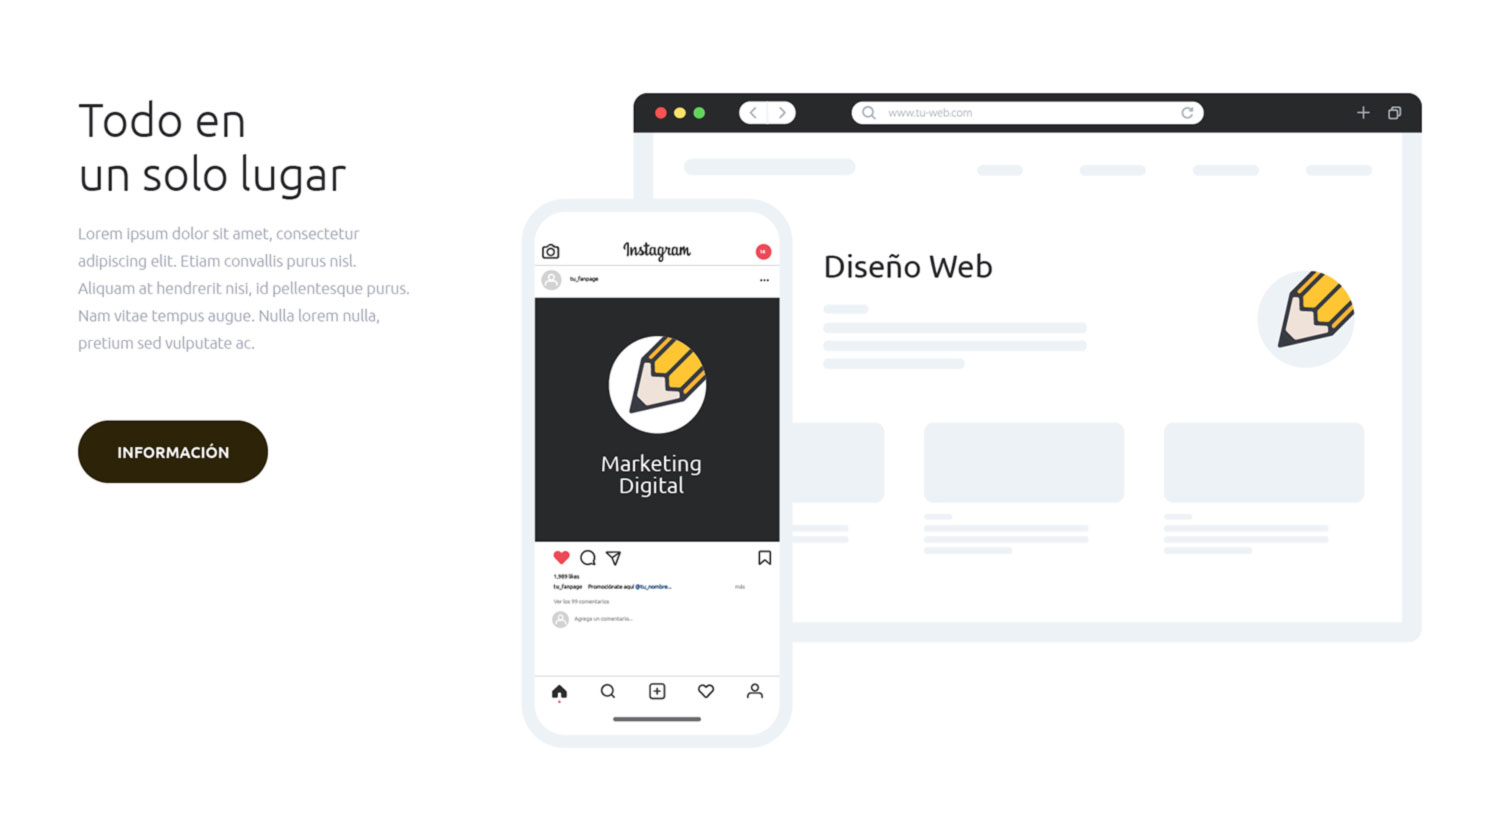 Todo en
un solo lugar
Lorem ipsum dolor sit amet, consectetur
adipiscing elit. Etiam convallis purus nisl.
Aliquam at hendrerit nisi, id pellentesque purus.
Nam vitae tempus augue. Nulla lorem nulla,
pretium sed vulputate ac.
INFORMACIÓN
www.tu-web.com
Diseño Web
Instagram
tu_fanpage
Marketing
Digital
1,989 likes
tu_fanpage Promociónate aquí @tu_nombre... más
Ver los 99 comentarios
Agrega un comentario...